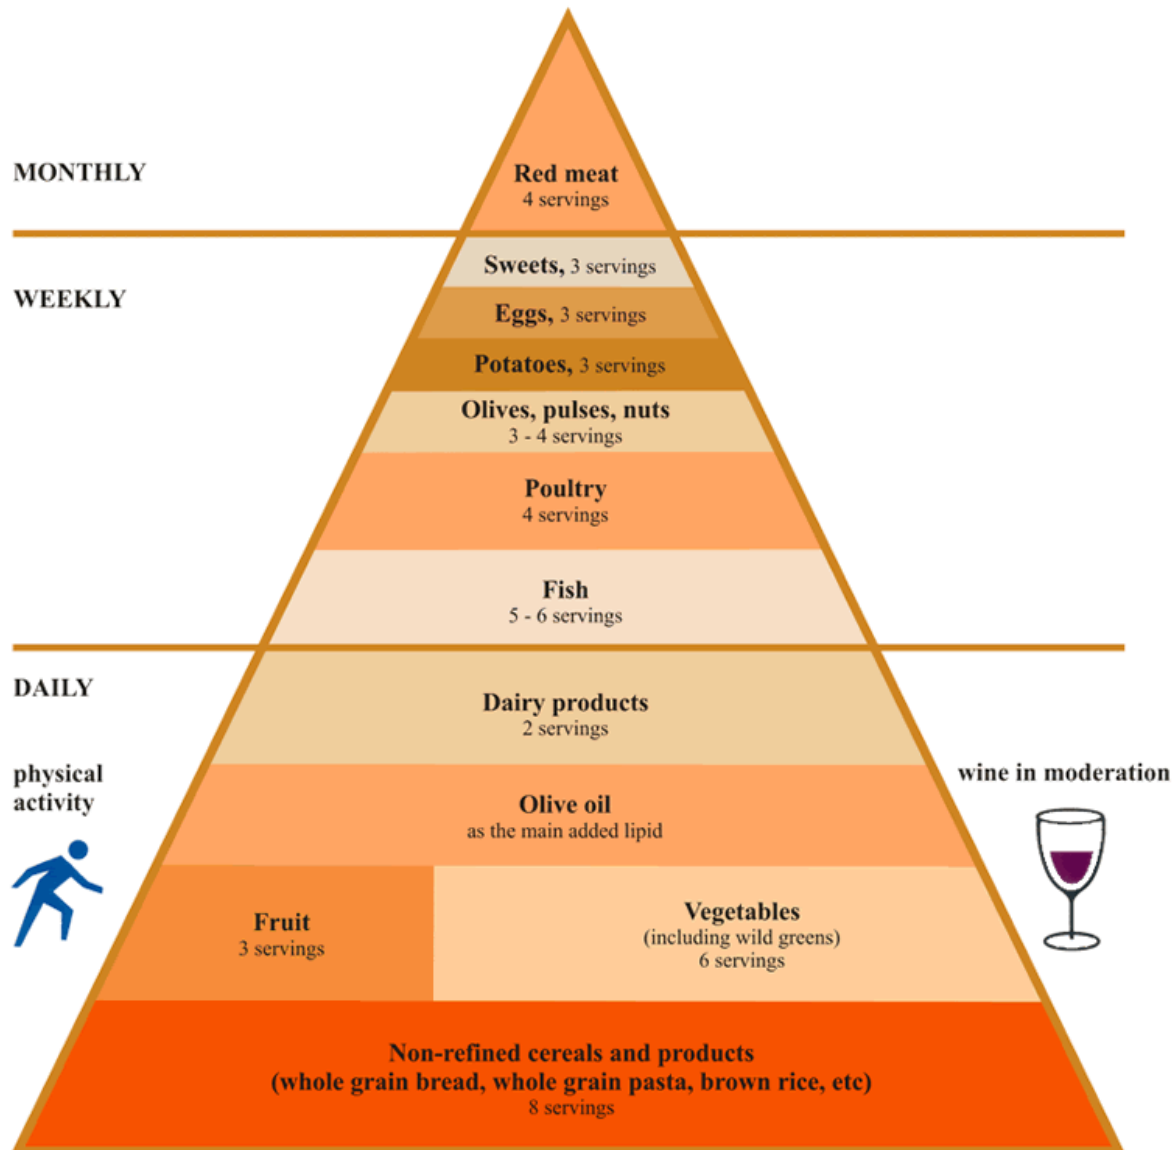 MONTHLY
Red meat
4 servings
WEEKLY
Sweets, 3 servings
Eggs, 3 servings
Potatoes, 3 servings
Olives, pulses, nuts
3 - 4 servings
Poultry
4 servings
Fish
5 - 6 servings
DAILY
Dairy products
2 servings
physical
activity
wine in moderation
Olive oil
as the main added lipid
Fruit
3 servings
Vegetables
(including wild greens)
6 servings
Non-refined cereals and products
(whole grain bread, whole grain pasta, brown rice, etc)
8 servings